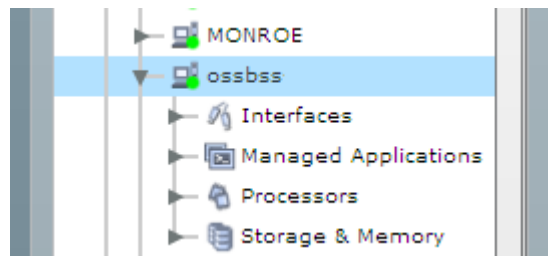 MONROE
ossbss
Interfaces
Managed Applications
Processors
Storage & Memory